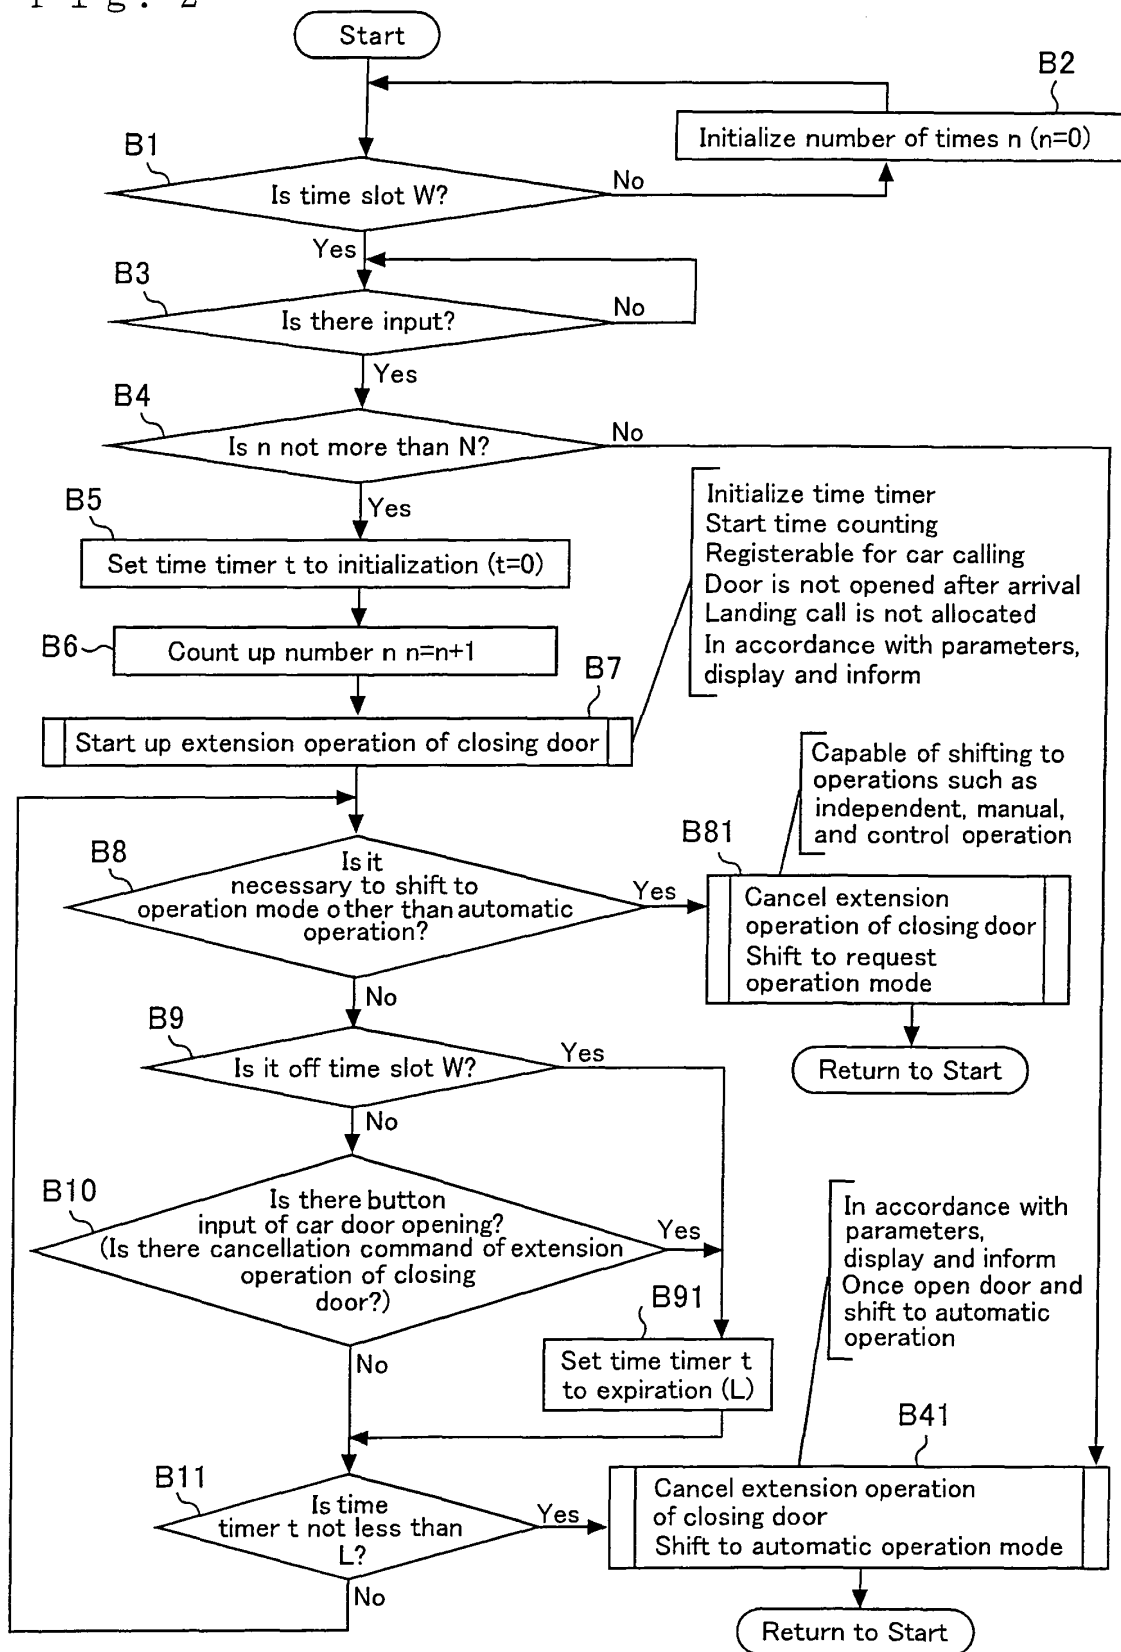 Fig. 2
Start
B2
Initialize number of times n (n=0)
B1
Is time slot W?
No
Yes
B3
Is there input?
No
Yes
B4
Is n not more than N?
No
Yes
B5
Set time timer t to initialization (t=0)
Initialize time timer
Start time counting
Registerable for car calling
Door is not opened after arrival
Landing call is not allocated
In accordance with parameters,
display and inform
B6
Count up number n n=n+1
B7
Start up extension operation of closing door
Capable of shifting to
operations such as
independent, manual,
and control operation
B8
Is it
necessary to shift to
operation mode other than automatic
operation?
Yes
No
B81
Cancel extension
operation of closing door
Shift to request
operation mode
Return to Start
B9
Is it off time slot W?
Yes
No
B10
Is there button
input of car door opening?
(Is there cancellation command of extension
operation of closing
door?)
Yes
No
B91
Set time timer t
to expiration (L)
In accordance with
parameters,
display and inform
Once open door and
shift to automatic
operation
B11
Is time
timer t not less than
L?
Yes
No
B41
Cancel extension operation
of closing door
Shift to automatic operation mode
Return to Start